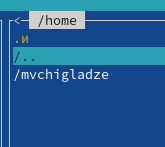 <─ /home
.и
/..
/mvchigladze